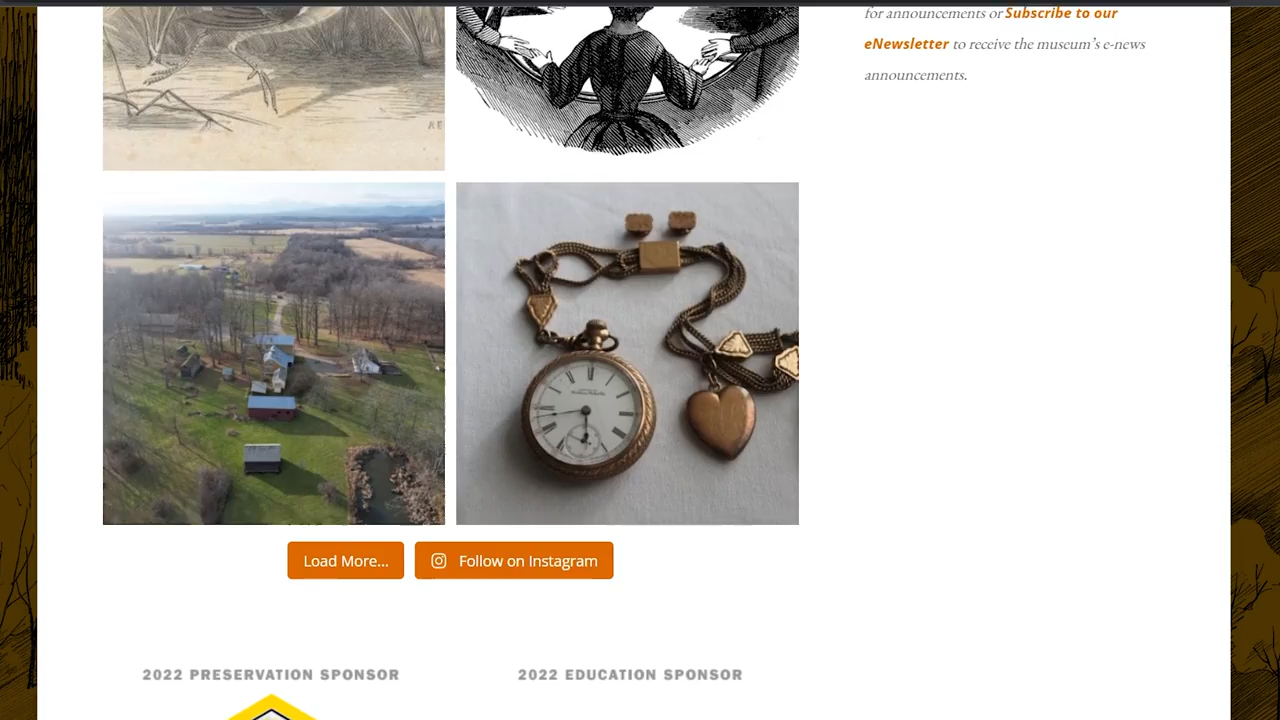 for announcements or Subscribe to our
eNewsletter to receive the museum's e-news
announcements.
Load More...
Follow on Instagram
2022 PRESERVATION SPONSOR
2022 EDUCATION SPONSOR